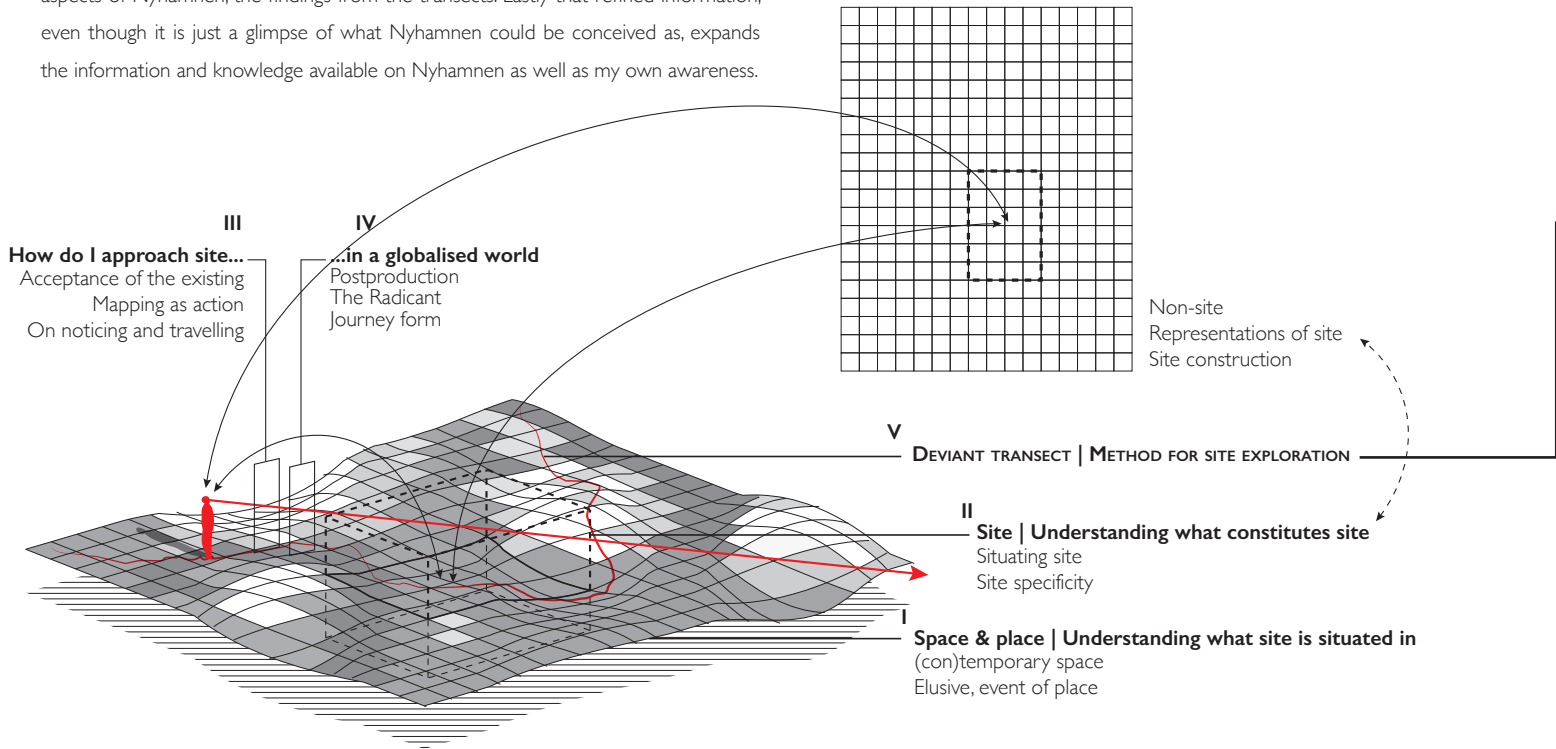 aspects of Nyhamnen, the findings from the transects. Lastly that refined information,
even though it is just a glimpse of what Nyhamnen could be conceived as, expands
the information and knowledge available on Nyhamnen as well as my own awareness.
III
How do I approach site...
Acceptance of the existing
Mapping as action
On noticing and travelling
IV
...in a globalised world
Postproduction
The Radicant
Journey form
Non-site
Representations of site
Site construction
V
DEVIANT TRANSECT | METHOD FOR SITE EXPLORATION
II
Site | Understanding what constitutes site
Situating site
Site specificity
I
Space & place | Understanding what site is situated in
(con)temporary space
Elusive, event of place